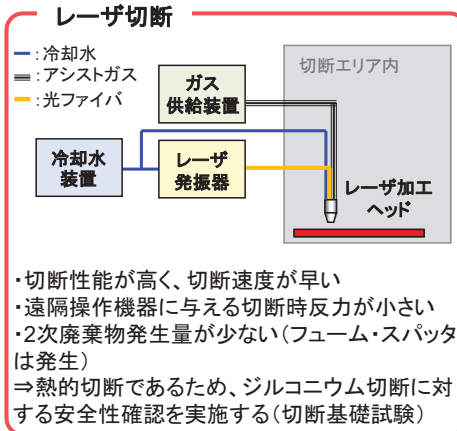 レーザ切断
：冷却水
：アシストガス
：光ファイバ
切断エリア内
ガス
供給装置
冷却水
装置
レーザ
発振器
レーザ加工
ヘッド
・切断性能が高く、切断速度が早い
・遠隔操作機器に与える切断時反力が小さい
・2次廃棄物発生量が少ない（フューム・スパッタ
は発生）
⇒熱的切断であるため、ジルコニウム切断に対
する安全性確認を実施する（切断基礎試験）